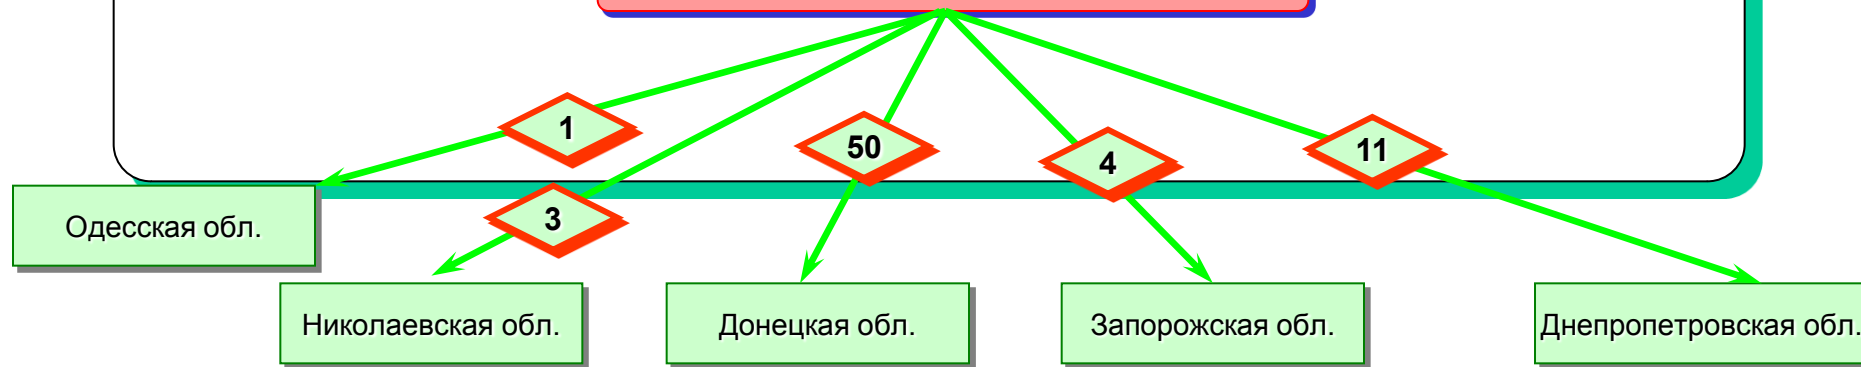 1
50
4
11
3
Одесская обл.
Николаевская обл.
Донецкая обл.
Запорожская обл.
Днепропетровская обл.